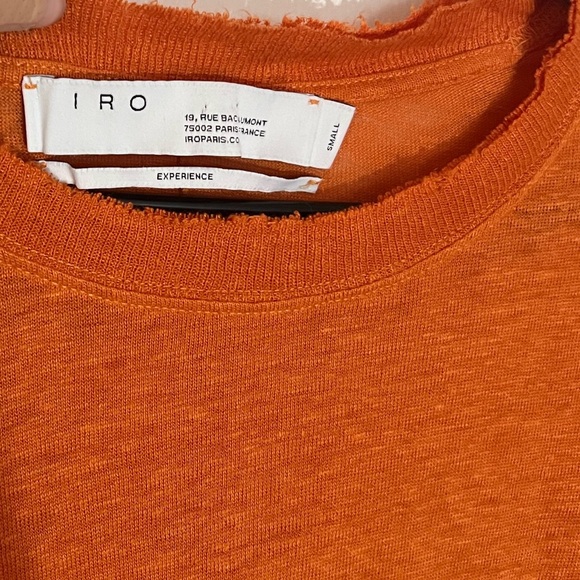 IRO
19, RUE BACHAUMONT
75002 PARIS FRANCE
IROPARIS.CO
SMALL
EXPERIENCE